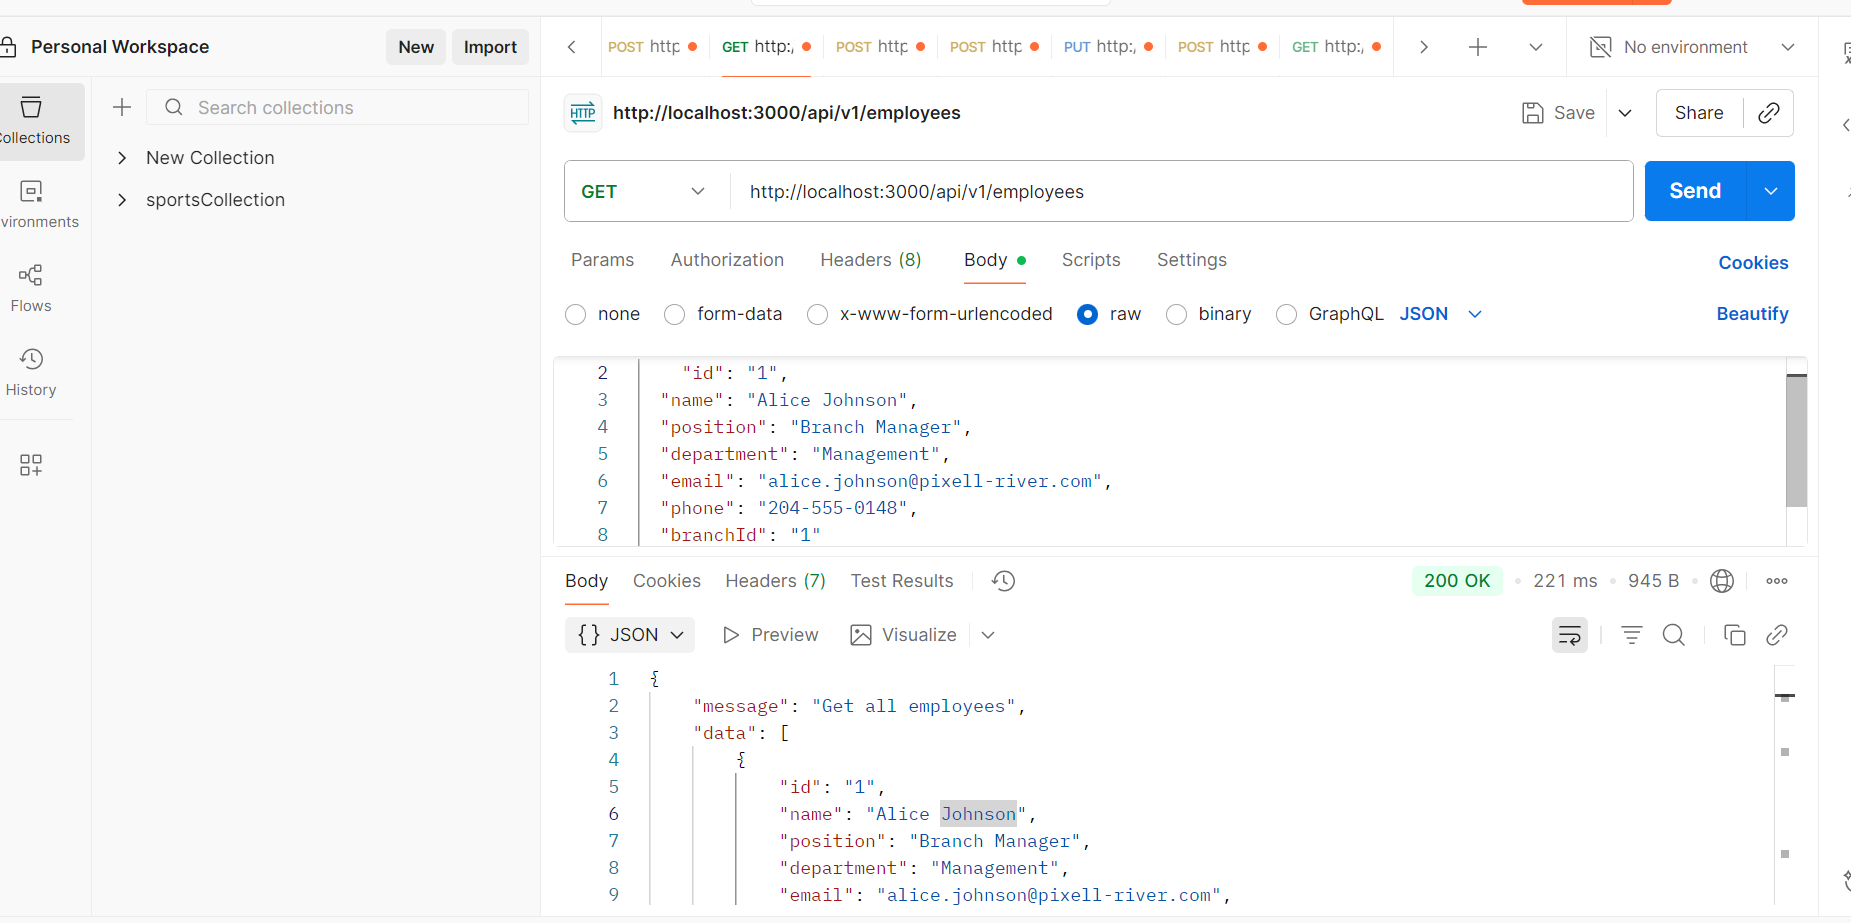 Personal Workspace
New
Import
POST http
GET http:/
POST http
POST http
PUT http:/
POST http
GET http:/
No environment
Collections
Search collections
New Collection
sportsCollection
vironments
Flows
History
HTTP
http://localhost:3000/api/v1/employees
Save
Share
GET
http://localhost:3000/api/v1/employees
Send
Params
Authorization
Headers (8)
Body
Scripts
Settings
Cookies
none
form-data
x-www-form-urlencoded
raw
binary
GraphQL
JSON
Beautify
2 "id": "1",
3 "name": "Alice Johnson",
4 "position": "Branch Manager",
5 "department": "Management",
6 "email": "alice.johnson@pixell-river.com",
7 "phone": "204-555-0148",
8 "branchId": "1"
Body
Cookies
Headers (7)
Test Results
200 OK
221 ms
945 B
{} JSON
Preview
Visualize
1 {
2 "message": "Get all employees",
3 "data": [
4 {
5 "id": "1",
6 "name": "Alice Johnson",
7 "position": "Branch Manager",
8 "department": "Management",
9 "email": "alice.johnson@pixell-river.com",